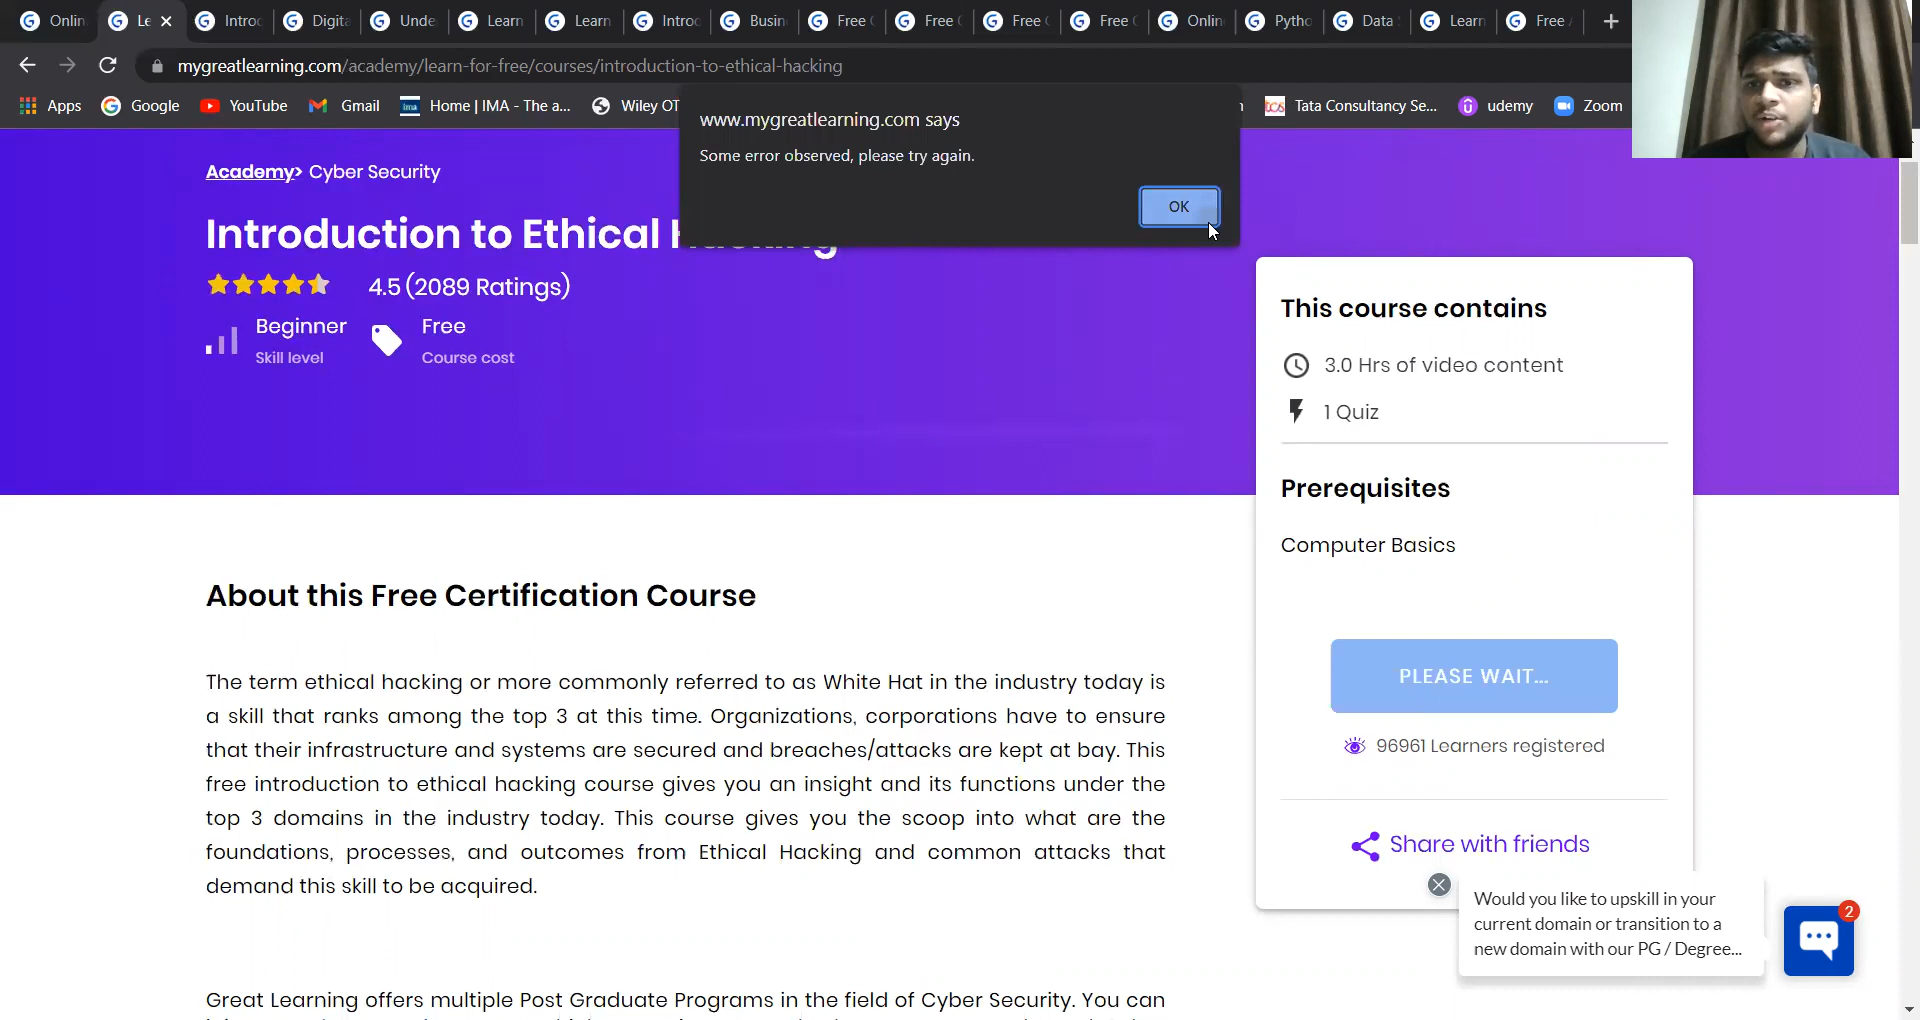 Onlin
Le
Introd
Digita
Unde
Learn
Learn
Introd
Busin
Free
Free
Free
Free
Onlin
Pytho
Data
Learn
Free
mygreatlearning.com/academy/learn-for-free/courses/introduction-to-ethical-hacking
Apps
Google
YouTube
Gmail
Home | IMA - The a...
Wiley OT
Tata Consultancy Se...
udemy
Zoom
www.mygreatlearning.com says
Some error observed, please try again.
OK
Academy> Cyber Security
Introduction to Ethical Hacking
4.5 (2089 Ratings)
Beginner
Skill level
Free
Course cost
This course contains
3.0 Hrs of video content
1 Quiz
Prerequisites
Computer Basics
PLEASE WAIT...
96961 Learners registered
Share with friends
About this Free Certification Course
The term ethical hacking or more commonly referred to as White Hat in the industry today is
a skill that ranks among the top 3 at this time. Organizations, corporations have to ensure
that their infrastructure and systems are secured and breaches/attacks are kept at bay. This
free introduction to ethical hacking course gives you an insight and its functions under the
top 3 domains in the industry today. This course gives you the scoop into what are the
foundations, processes, and outcomes from Ethical Hacking and common attacks that
demand this skill to be acquired.
Great Learning offers multiple Post Graduate Programs in the field of Cyber Security. You can
Would you like to upskill in your
current domain or transition to a
new domain with our PG / Degree...
2